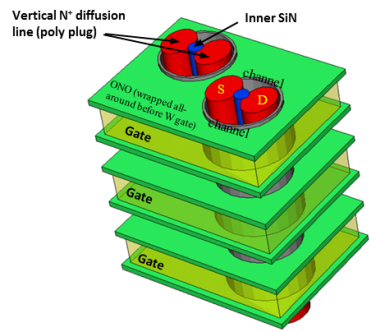 Vertical N⁺ diffusion
line (poly plug)
Inner SiN
channel
S
D
ONO (wrapped all-
around before W gate)
channel
Gate
Gate
Gate